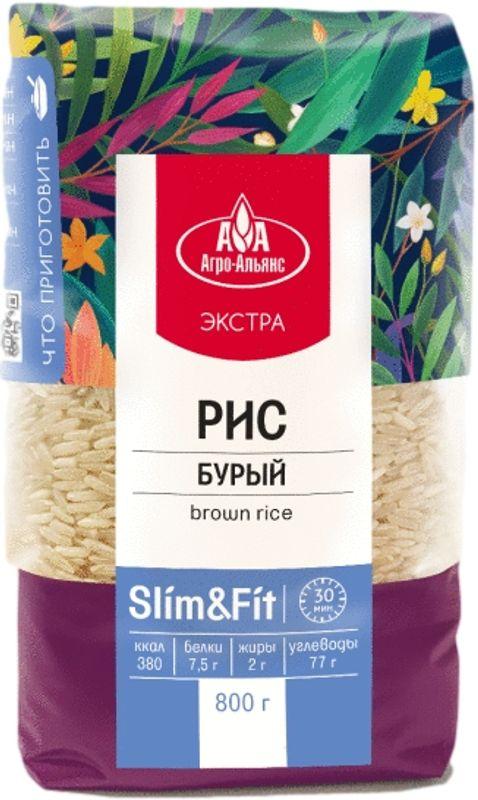 ЧТО ПРИГОТОВИТЬ
Агро-Альянс
ЭКСТРА
РИС
БУРЫЙ
brown rice
Slim&Fit
30
мин
ккал белки жиры углеводы
380 7,5 г 2 г 77 г
800 г